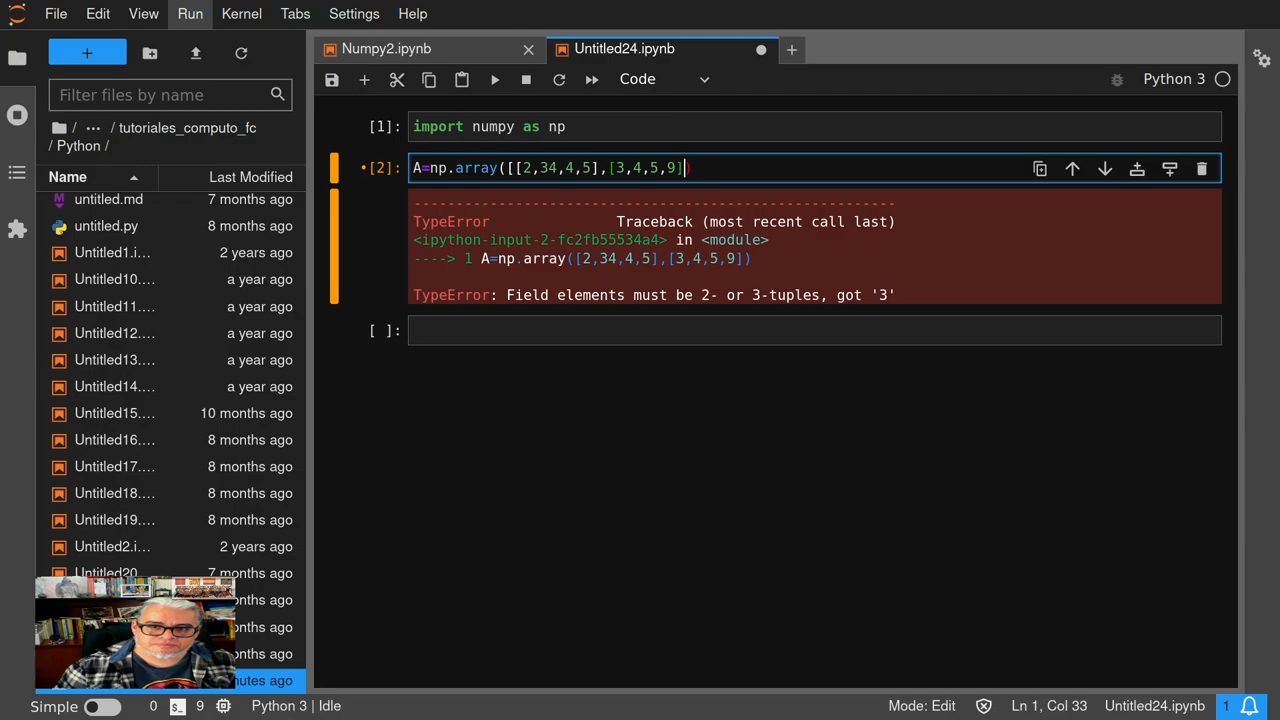 File Edit View Run Kernel Tabs Settings Help
+
Filter files by name
/ ··· / tutoriales_computo_fc
/ Python /
Name Last Modified
untitled.md 7 months ago
untitled.py 8 months ago
Untitled1.i... 2 years ago
Untitled10.... a year ago
Untitled11.... a year ago
Untitled12.... a year ago
Untitled13.... a year ago
Untitled14.... a year ago
Untitled15.... 10 months ago
Untitled16.... 8 months ago
Untitled17.... 8 months ago
Untitled18.... 8 months ago
Untitled19.... 8 months ago
Untitled2.i... 2 years ago
Untitled20 7 months ago
months ago
months ago
months ago
ago
Simple 0 $_ 9 Python 3 | Idle
Numpy2.ipynb Untitled24.ipynb
Code Python 3
[1]: import numpy as np
•[2]: A=np.array([[2,34,4,5],[3,4,5,9])
---------------------------------------------------------
TypeError Traceback (most recent call last)
<ipython-input-2-fc2fb55534a4> in <module>
----> 1 A=np.array([2,34,4,5],[3,4,5,9])
TypeError: Field elements must be 2- or 3-tuples, got '3'
[ ]:
Mode: Edit Ln 1, Col 33 Untitled24.ipynb 1